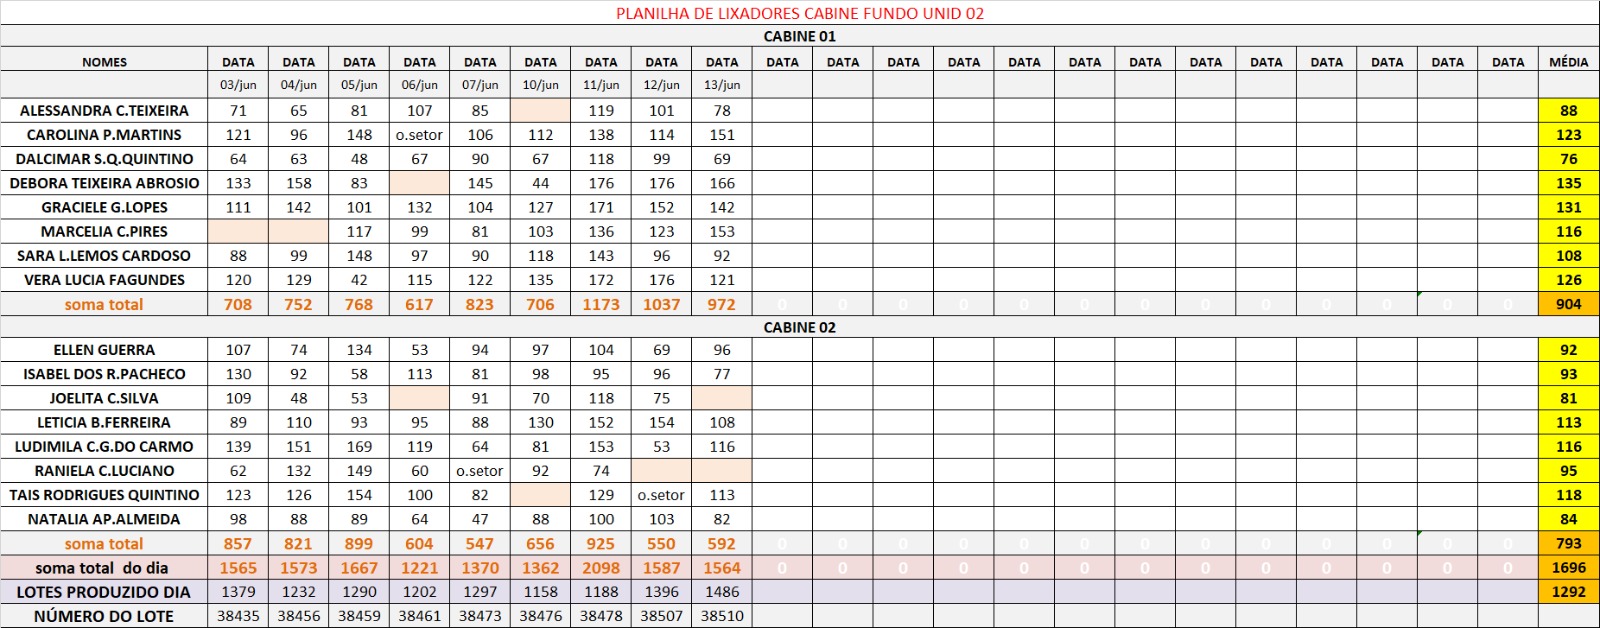 PLANILHA DE LIXADORES CABINE FUNDO UNID 02
CABINE 01
NOMES DATA DATA DATA DATA DATA DATA DATA DATA DATA DATA DATA DATA DATA DATA DATA DATA DATA DATA DATA DATA DATA DATA MÉDIA
03/jun 04/jun 05/jun 06/jun 07/jun 10/jun 11/jun 12/jun 13/jun
ALESSANDRA C.TEIXEIRA 71 65 81 107 85 119 101 78 88
CAROLINA P.MARTINS 121 96 148 o.setor 106 112 138 114 151 123
DALCIMAR S.Q.QUINTINO 64 63 48 67 90 67 118 99 69 76
DEBORA TEIXEIRA ABROSIO 133 158 83 145 44 176 176 166 135
GRACIELE G.LOPES 111 142 101 132 104 127 171 152 142 131
MARCELIA C.PIRES 117 99 81 103 136 123 153 116
SARA L.LEMOS CARDOSO 88 99 148 97 90 118 143 96 92 108
VERA LUCIA FAGUNDES 120 129 42 115 122 135 172 176 121 126
soma total 708 752 768 617 823 706 1173 1037 972 0 0 0 0 0 0 0 0 0 0 0 0 0 904
CABINE 02
ELLEN GUERRA 107 74 134 53 94 97 104 69 96 92
ISABEL DOS R.PACHECO 130 92 58 113 81 98 95 96 77 93
JOELITA C.SILVA 109 48 53 91 70 118 75 81
LETICIA B.FERREIRA 89 110 93 95 88 130 152 154 108 113
LUDIMILA C.G.DO CARMO 139 151 169 119 64 81 153 53 116 116
RANIELA C.LUCIANO 62 132 149 60 o.setor 92 74 95
TAIS RODRIGUES QUINTINO 123 126 154 100 82 129 o.setor 113 118
NATALIA AP.ALMEIDA 98 88 89 64 47 88 100 103 82 84
soma total 857 821 899 604 547 656 925 550 592 0 0 0 0 0 0 0 0 0 0 0 0 0 793
soma total do dia 1565 1573 1667 1221 1370 1362 2098 1587 1564 0 0 0 0 0 0 0 0 0 0 0 0 0 1696
LOTES PRODUZIDO DIA 1379 1232 1290 1202 1297 1158 1188 1396 1486 1292
NÚMERO DO LOTE 38435 38456 38459 38461 38473 38476 38478 38507 38510